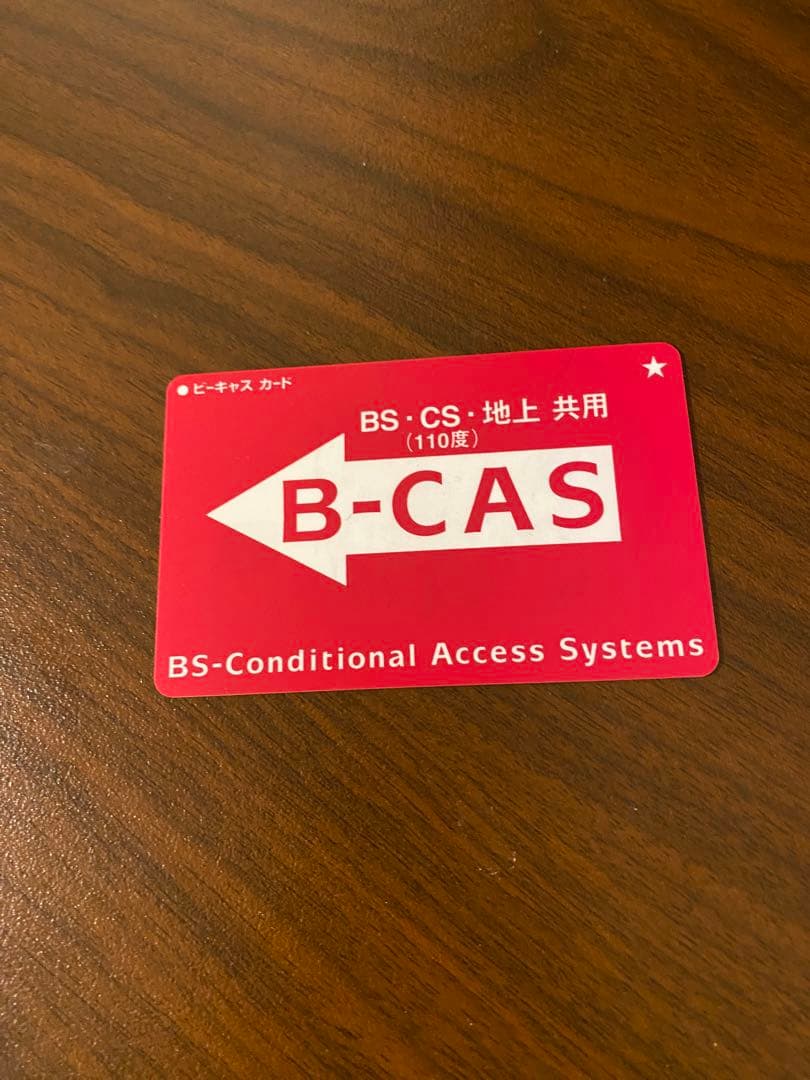 ●ビーキャス カード
★
BS・CS・地上 共用
(110度)
B-CAS
BS-Conditional Access Systems